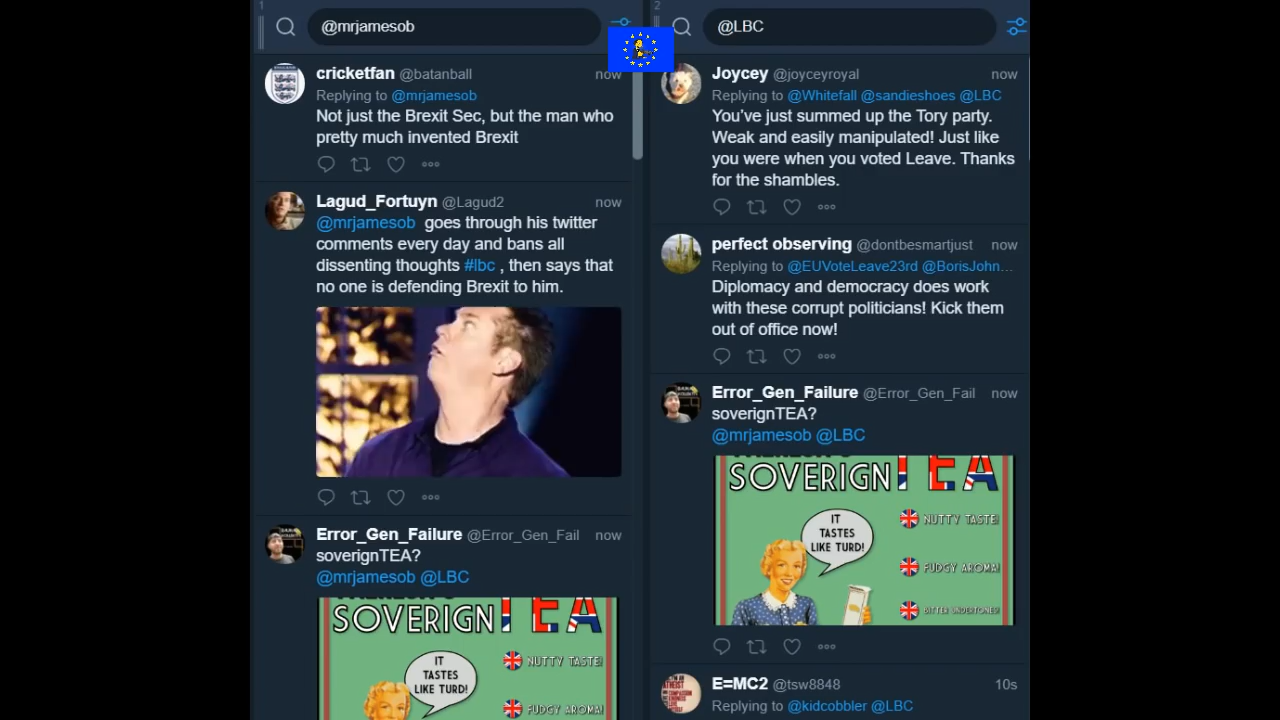 1
@mrjamesob
cricketfan @batanball now
Replying to @mrjamesob
Not just the Brexit Sec, but the man who
pretty much invented Brexit
Lagud_Fortuyn @Lagud2 now
@mrjamesob goes through his twitter
comments every day and bans all
dissenting thoughts #lbc , then says that
no one is defending Brexit to him.
Error_Gen_Failure @Error_Gen_Fail now
soverignTEA?
@mrjamesob @LBC
SOVERIGN TEA
IT
TASTES
LIKE TURD!
NUTTY TASTE!
FUDGY AROMA!
2
@LBC
Joycey @joyceyroyal now
Replying to @Whitefall @sandieshoes @LBC
You've just summed up the Tory party.
Weak and easily manipulated! Just like
you were when you voted Leave. Thanks
for the shambles.
perfect observing @dontbesmartjust now
Replying to @EUVoteLeave23rd @BorisJohn...
Diplomacy and democracy does work
with these corrupt politicians! Kick them
out of office now!
Error_Gen_Failure @Error_Gen_Fail now
soverignTEA?
@mrjamesob @LBC
SOVERIGN TEA
IT
TASTES
LIKE TURD!
NUTTY TASTE!
FUDGY AROMA!
BITTER UNDERTONES!
E=MC2 @tsw8848 10s
Replying to @kidcobbler @LBC